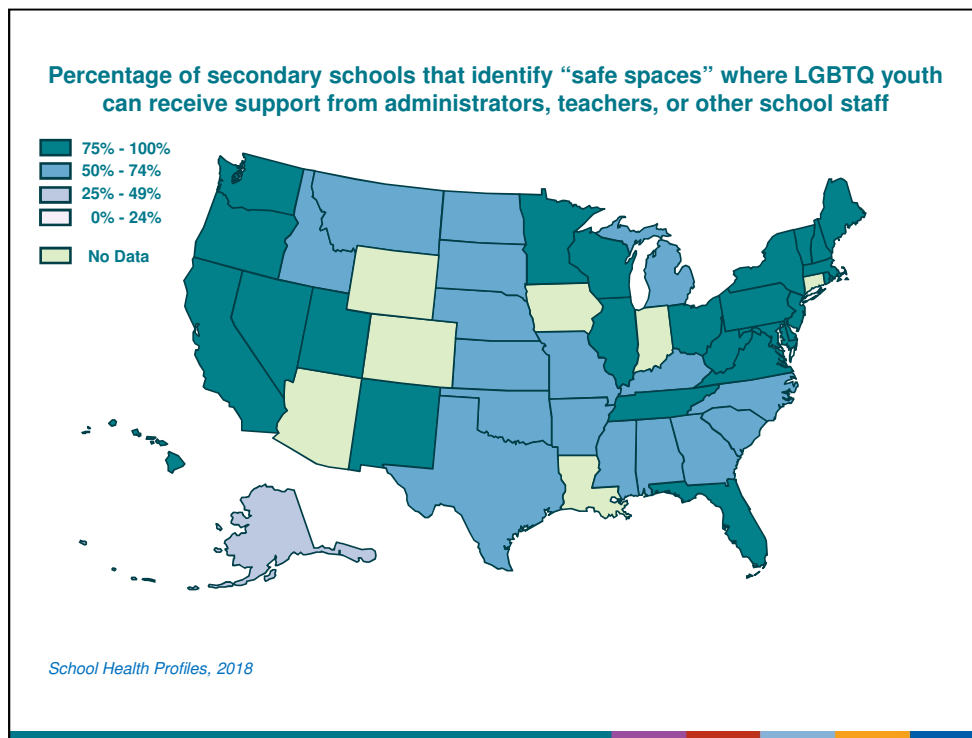 Percentage of secondary schools that identify “safe spaces” where LGBTQ youth
can receive support from administrators, teachers, or other school staff
75% - 100%
50% - 74%
25% - 49%
0% - 24%
No Data
School Health Profiles, 2018